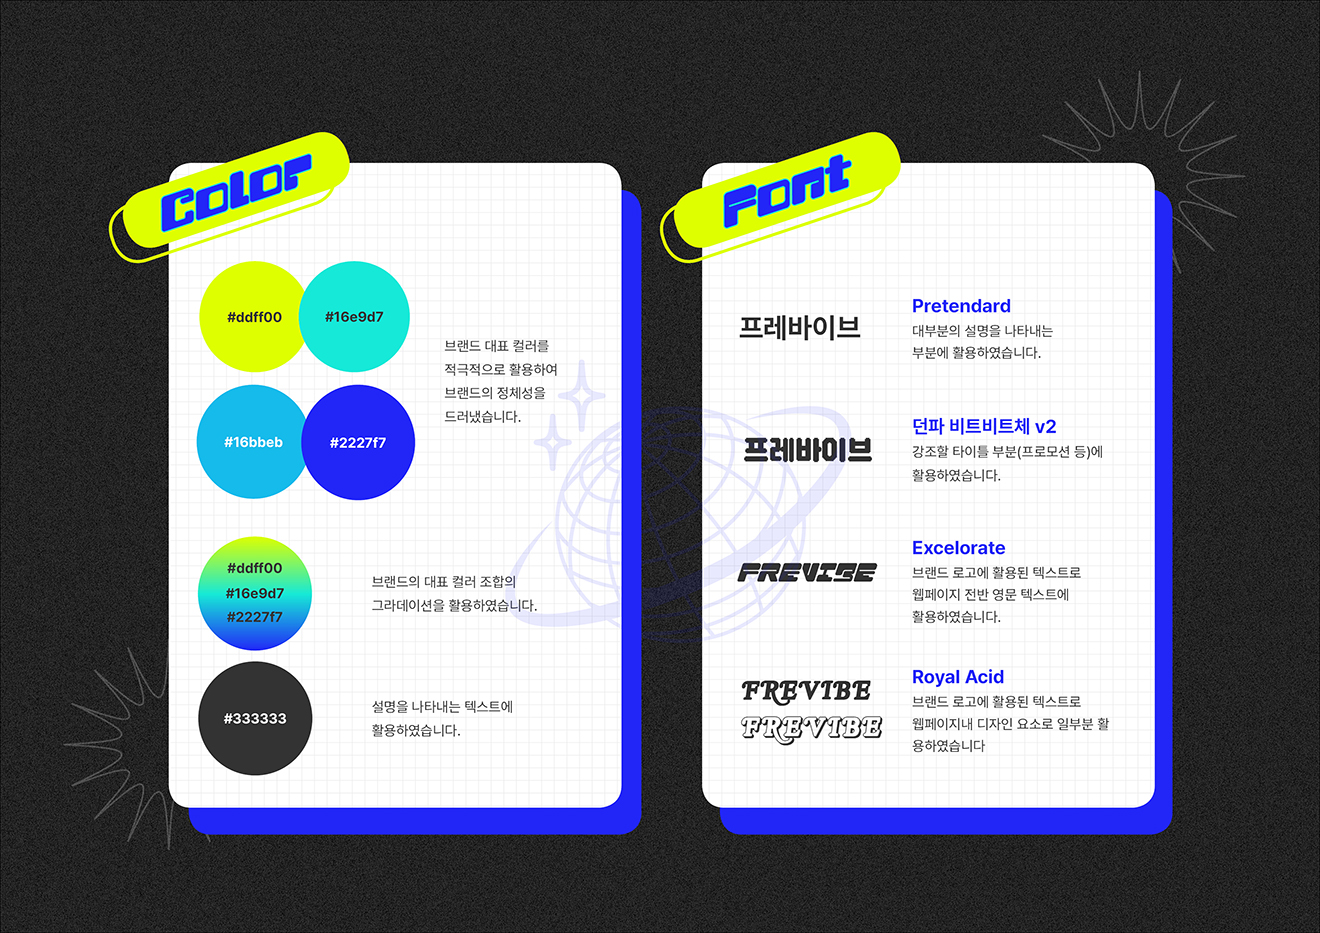 Color
#ddff00
#16e9d7
#16bbeb
#2227f7
브랜드 대표 컬러를
적극적으로 활용하여
브랜드의 정체성을
드러냈습니다.
#ddff00
#16e9d7
#2227f7
브랜드의 대표 컬러 조합의
그라데이션을 활용하였습니다.
#333333
설명을 나타내는 텍스트에
활용하였습니다.
Font
프레바이브
Pretendard
대부분의 설명을 나타내는
부분에 활용하였습니다.
프레바이브
던파 비트비트체 v2
강조할 타이틀 부분(프로모션 등)에
활용하였습니다.
FREVIBE
Excelorate
브랜드 로고에 활용된 텍스트로
웹페이지 전반 영문 텍스트에
활용하였습니다.
FREVIBE
FREVIBE
Royal Acid
브랜드 로고에 활용된 텍스트로
웹페이지내 디자인 요소로 일부분 활
용하였습니다